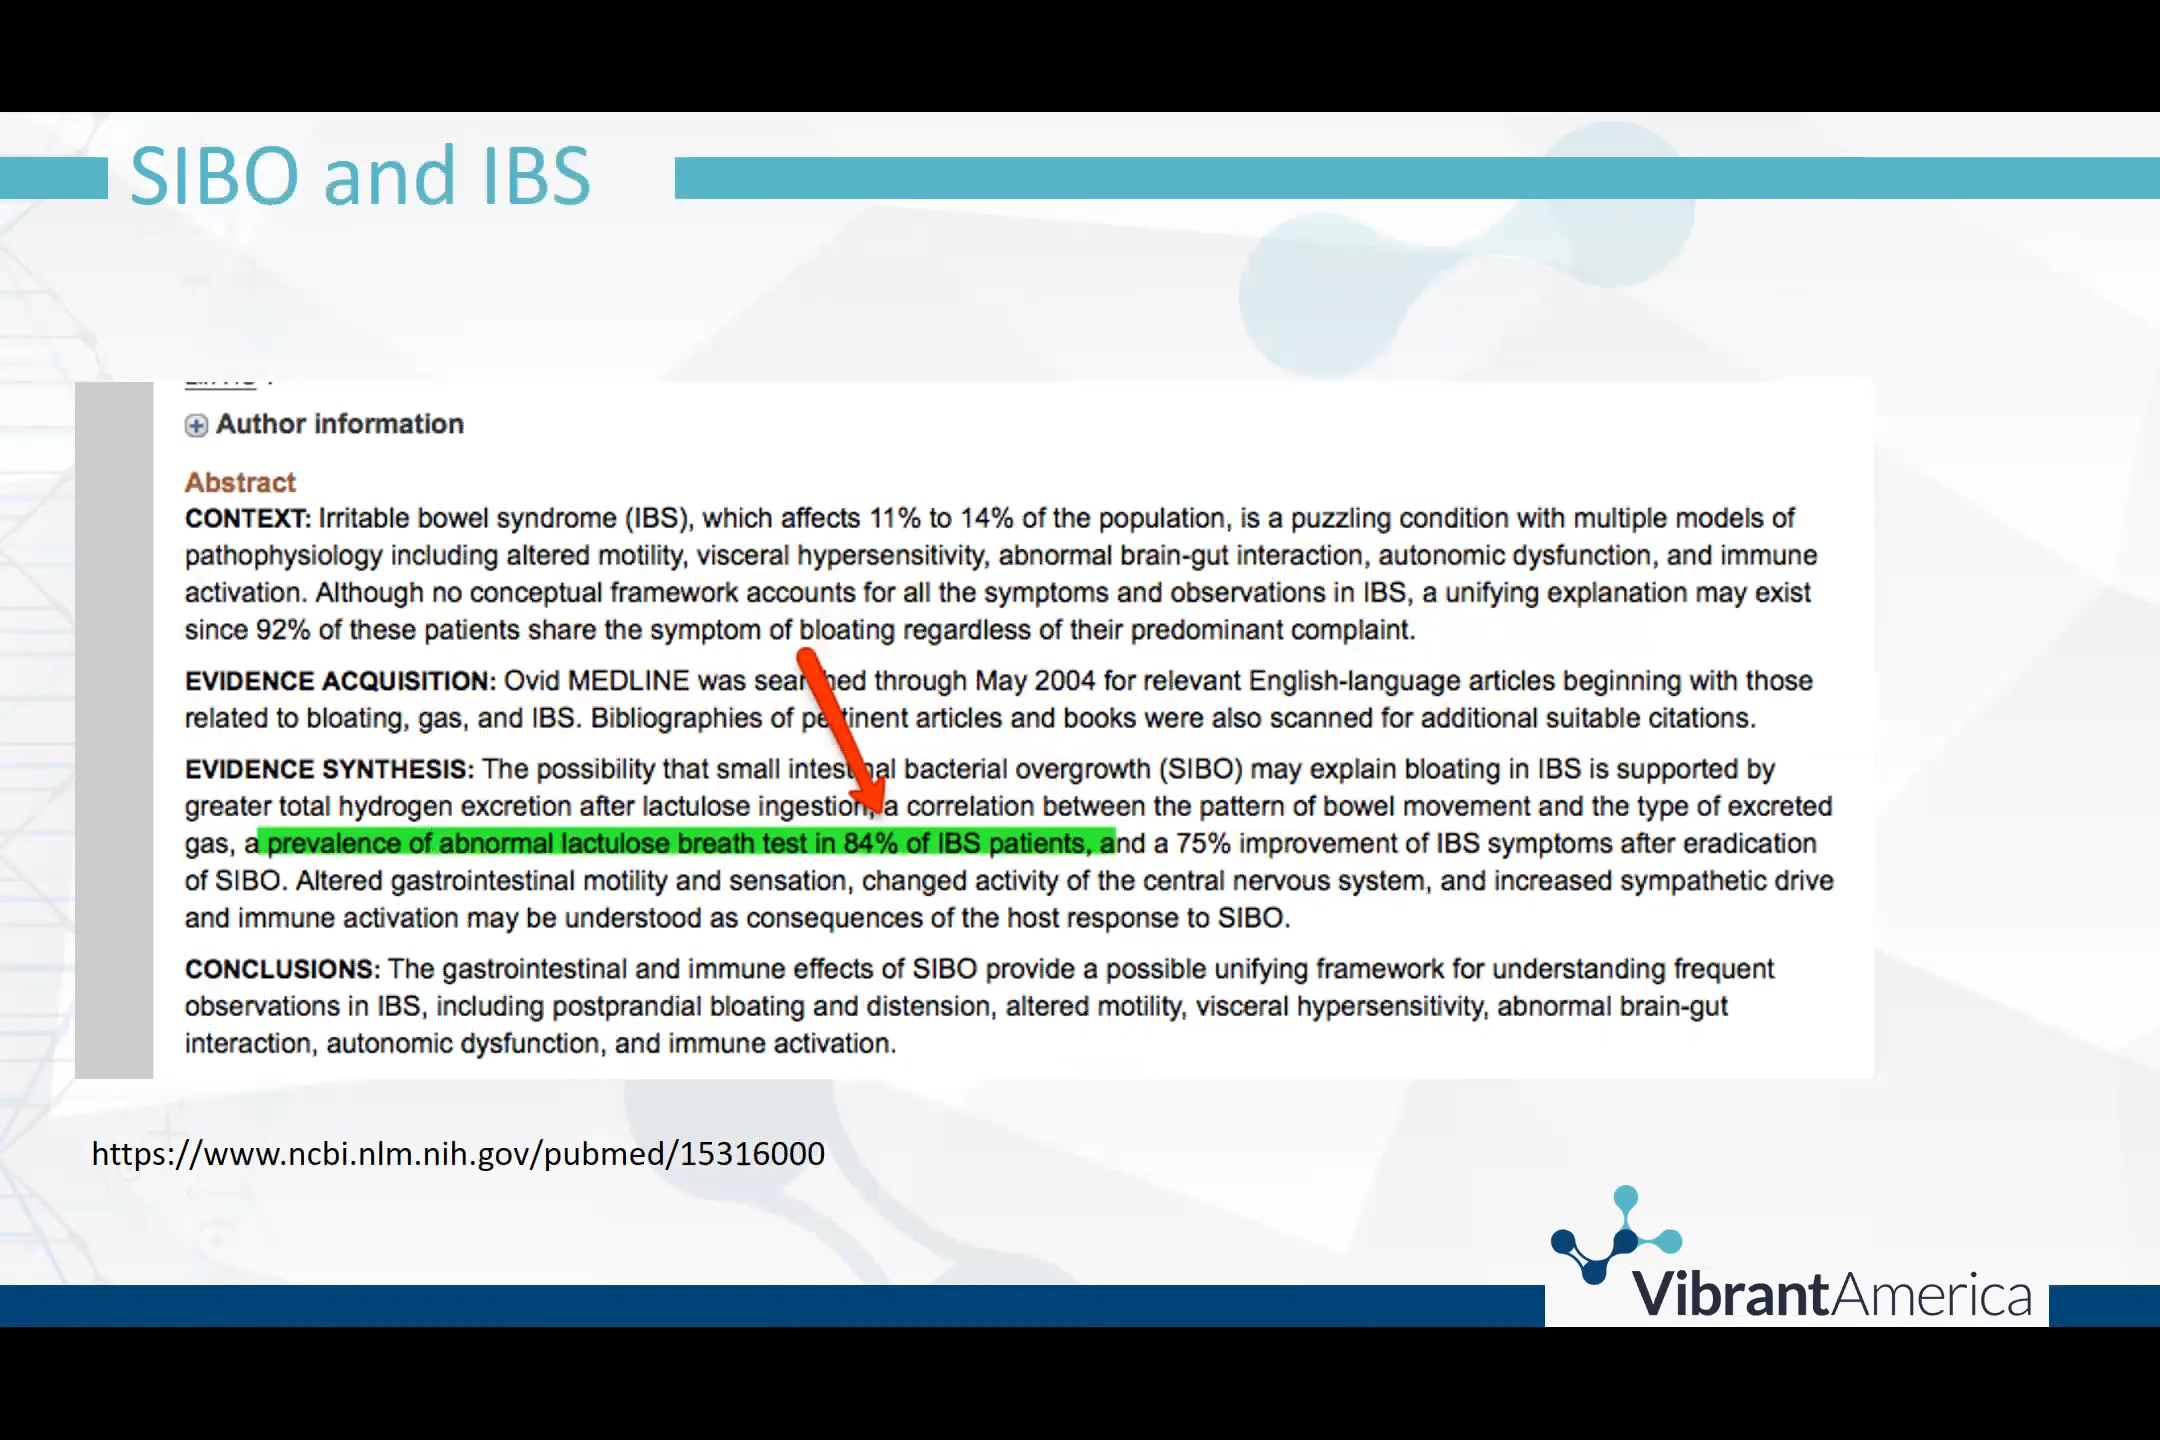 SIBO and IBS
Author information
Abstract
CONTEXT: Irritable bowel syndrome (IBS), which affects 11% to 14% of the population, is a puzzling condition with multiple models of
pathophysiology including altered motility, visceral hypersensitivity, abnormal brain-gut interaction, autonomic dysfunction, and immune
activation. Although no conceptual framework accounts for all the symptoms and observations in IBS, a unifying explanation may exist
since 92% of these patients share the symptom of bloating regardless of their predominant complaint.
EVIDENCE ACQUISITION: Ovid MEDLINE was searched through May 2004 for relevant English-language articles beginning with those
related to bloating, gas, and IBS. Bibliographies of pertinent articles and books were also scanned for additional suitable citations.
EVIDENCE SYNTHESIS: The possibility that small intestinal bacterial overgrowth (SIBO) may explain bloating in IBS is supported by
greater total hydrogen excretion after lactulose ingestion, a correlation between the pattern of bowel movement and the type of excreted
gas, a prevalence of abnormal lactulose breath test in 84% of IBS patients, and a 75% improvement of IBS symptoms after eradication
of SIBO. Altered gastrointestinal motility and sensation, changed activity of the central nervous system, and increased sympathetic drive
and immune activation may be understood as consequences of the host response to SIBO.
CONCLUSIONS: The gastrointestinal and immune effects of SIBO provide a possible unifying framework for understanding frequent
observations in IBS, including postprandial bloating and distension, altered motility, visceral hypersensitivity, abnormal brain-gut
interaction, autonomic dysfunction, and immune activation.
https://www.ncbi.nlm.nih.gov/pubmed/15316000
VibrantAmerica